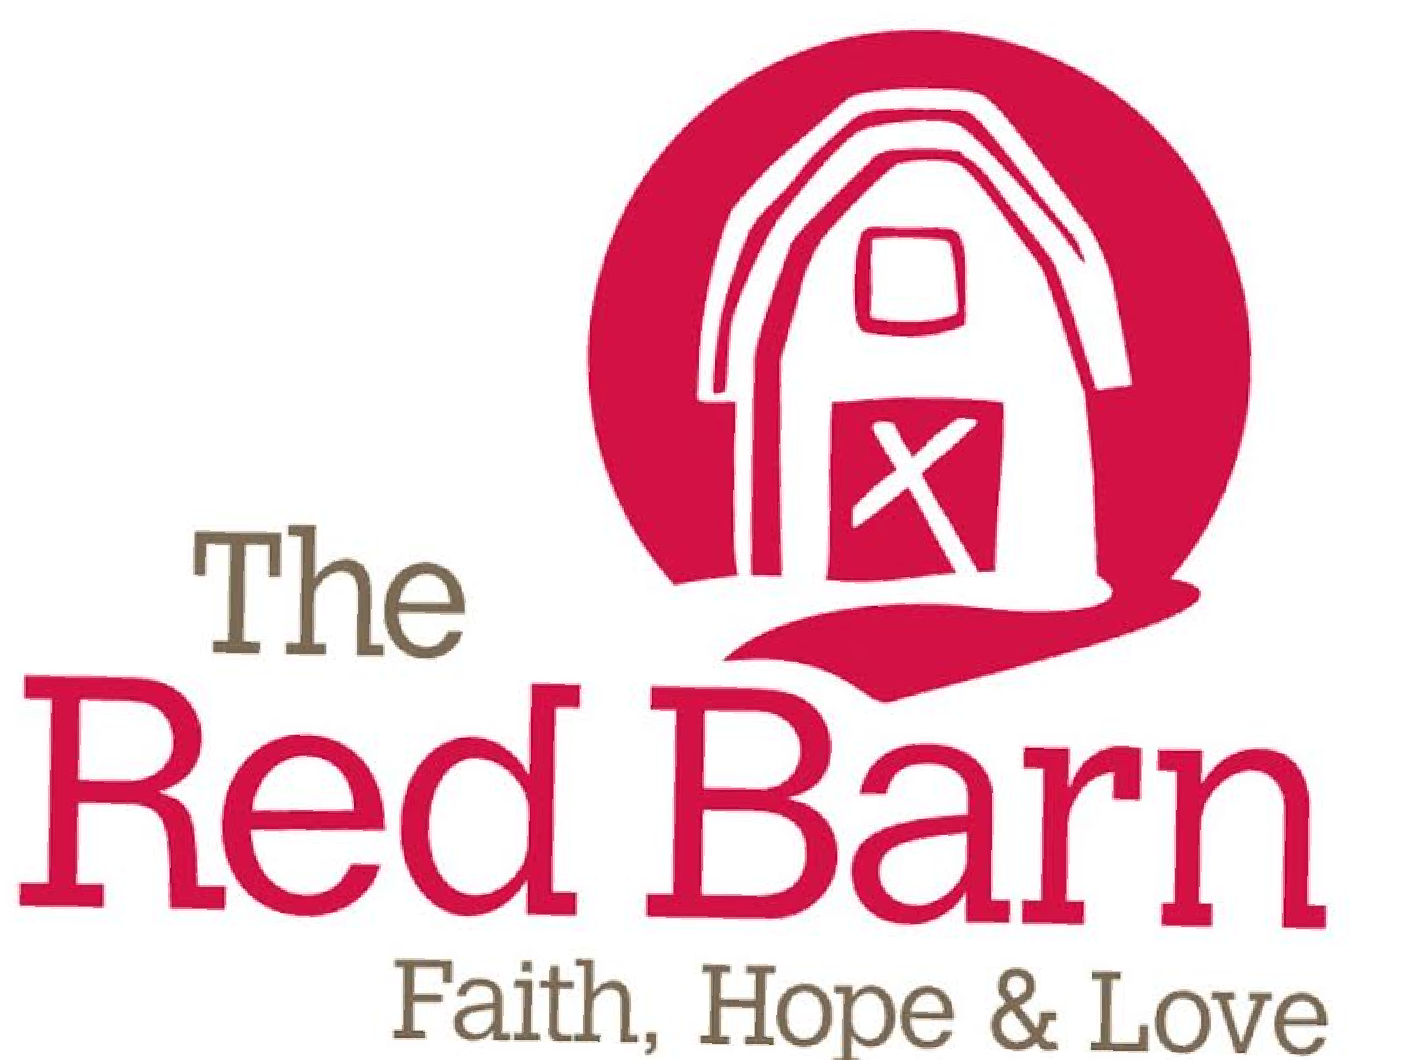 The
Red Barn
Faith, Hope & Love